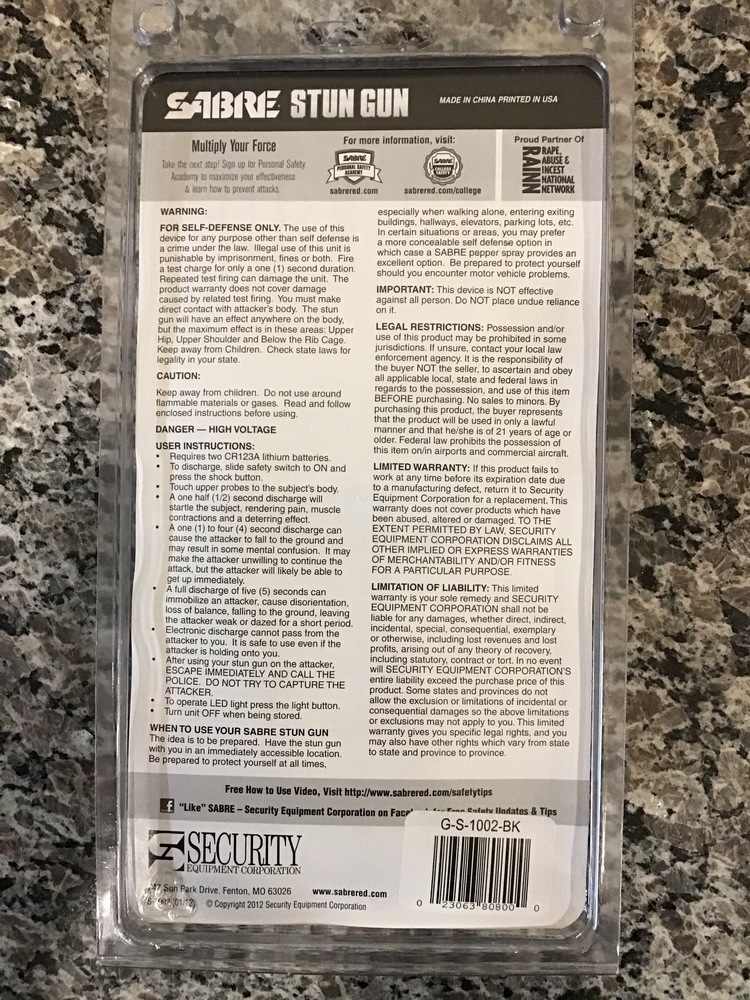 SABRE STUN GUN
MADE IN CHINA PRINTED IN USA
Multiply Your Force
Take the next step! Sign up for Personal Safety
Academy to maximize your effectiveness
& learn how to prevent attacks.
For more information, visit:
SABRE
PERSONAL SAFETY
ACADEMY
sabrered.com
SABRE
COLLEGE
SAFETY
sabrered.com/college
Proud Partner Of
RAINN
RAPE,
ABUSE &
INCEST
NATIONAL
NETWORK
WARNING:
FOR SELF-DEFENSE ONLY. The use of this
device for any purpose other than self defense is
a crime under the law. Illegal use of this unit is
punishable by imprisonment, fines or both. Fire
a test charge for only a one (1) second duration.
Repeated test firing can damage the unit. The
product warranty does not cover damage
caused by related test firing. You must make
direct contact with attacker's body. The stun
gun will have an effect anywhere on the body,
but the maximum effect is in these areas: Upper
Hip, Upper Shoulder and Below the Rib Cage.
Keep away from Children. Check state laws for
legality in your state.
CAUTION:
Keep away from children. Do not use around
flammable materials or gases. Read and follow
enclosed instructions before using.
DANGER — HIGH VOLTAGE
USER INSTRUCTIONS:
• Requires two CR123A lithium batteries.
• To discharge, slide safety switch to ON and
press the shock button.
• Touch upper probes to the subject's body.
• A one half (1/2) second discharge will
startle the subject, rendering pain, muscle
contractions and a deterring effect.
• A one (1) to four (4) second discharge can
cause the attacker to fall to the ground and
may result in some mental confusion. It may
make the attacker unwilling to continue the
attack, but the attacker will likely be able to
get up immediately.
• A full discharge of five (5) seconds can
immobilize an attacker, cause disorientation,
loss of balance, falling to the ground, leaving
the attacker weak or dazed for a short period.
• Electronic discharge cannot pass from the
attacker to you. It is safe to use even if the
attacker is holding onto you.
• After using your stun gun on the attacker,
ESCAPE IMMEDIATELY AND CALL THE
POLICE. DO NOT TRY TO CAPTURE THE
ATTACKER.
• To operate LED light press the light button.
• Turn unit OFF when being stored.
WHEN TO USE YOUR SABRE STUN GUN
The idea is to be prepared. Have the stun gun
with you in an immediately accessible location.
Be prepared to protect yourself at all times,
especially when walking alone, entering exiting
buildings, hallways, elevators, parking lots, etc.
In certain situations or areas, you may prefer
a more concealable self defense option in
which case a SABRE pepper spray provides an
excellent option. Be prepared to protect yourself
should you encounter motor vehicle problems.
IMPORTANT: This device is NOT effective
against all person. Do NOT place undue reliance
on it.
LEGAL RESTRICTIONS: Possession and/or
use of this product may be prohibited in some
jurisdictions. If unsure, contact your local law
enforcement agency. It is the responsibility of
the buyer NOT the seller, to ascertain and obey
all applicable local, state and federal laws in
regards to the possession, and use of this item
BEFORE purchasing. No sales to minors. By
purchasing this product, the buyer represents
that the product will be used in only a lawful
manner and that he/she is of 21 years of age or
older. Federal law prohibits the possession of
this item on/in airports and commercial aircraft.
LIMITED WARRANTY: If this product fails to
work at any time before its expiration date due
to a manufacturing defect, return it to Security
Equipment Corporation for a replacement. This
warranty does not cover products which have
been abused, altered or damaged. TO THE
EXTENT PERMITTED BY LAW, SECURITY
EQUIPMENT CORPORATION DISCLAIMS ALL
OTHER IMPLIED OR EXPRESS WARRANTIES
OF MERCHANTABILITY AND/OR FITNESS
FOR A PARTICULAR PURPOSE.
LIMITATION OF LIABILITY: This limited
warranty is your sole remedy and SECURITY
EQUIPMENT CORPORATION shall not be
liable for any damages, whether direct, indirect,
incidental, special, consequential, exemplary
or otherwise, including lost revenues and lost
profits, arising out of any theory of recovery,
including statutory, contract or tort. In no event
will SECURITY EQUIPMENT CORPORATION'S
entire liability exceed the purchase price of this
product. Some states and provinces do not
allow the exclusion or limitations of incidental or
consequential damages so the above limitations
or exclusions may not apply to you. This limited
warranty gives you specific legal rights, and you
may also have other rights which vary from state
to state and province to province.
Free How to Use Video, Visit http://www.sabrered.com/safetytips
f "Like" SABRE – Security Equipment Corporation on Free Safety Updates & Tips
G-S-1002-BK
0 23063 80800 0
SECURITY
EQUIPMENT CORPORATION
Sun Park Drive. Fenton, MO 63026 www.sabrered.com
© Copyright 2012 Security Equipment Corporation